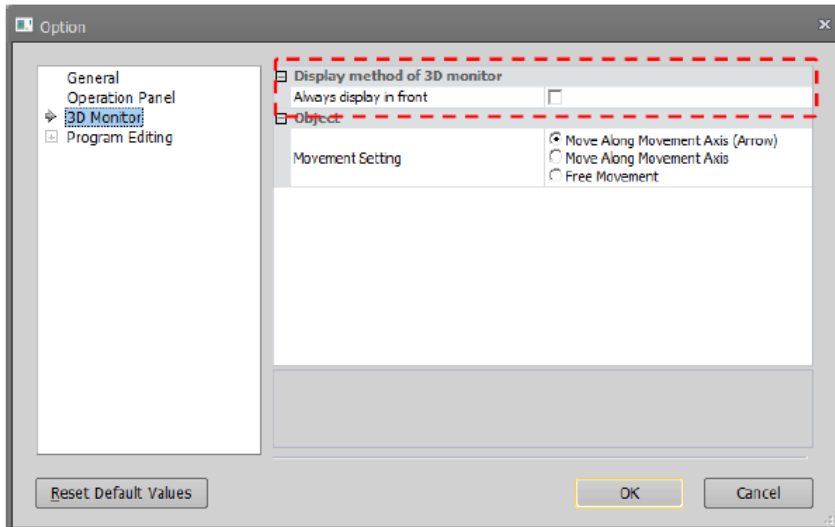 Option
General
Operation Panel
3D Monitor
Program Editing
Display method of 3D monitor
Always display in front
Object
Movement Setting
Move Along Movement Axis (Arrow)
Move Along Movement Axis
Free Movement
Reset Default Values
OK
Cancel